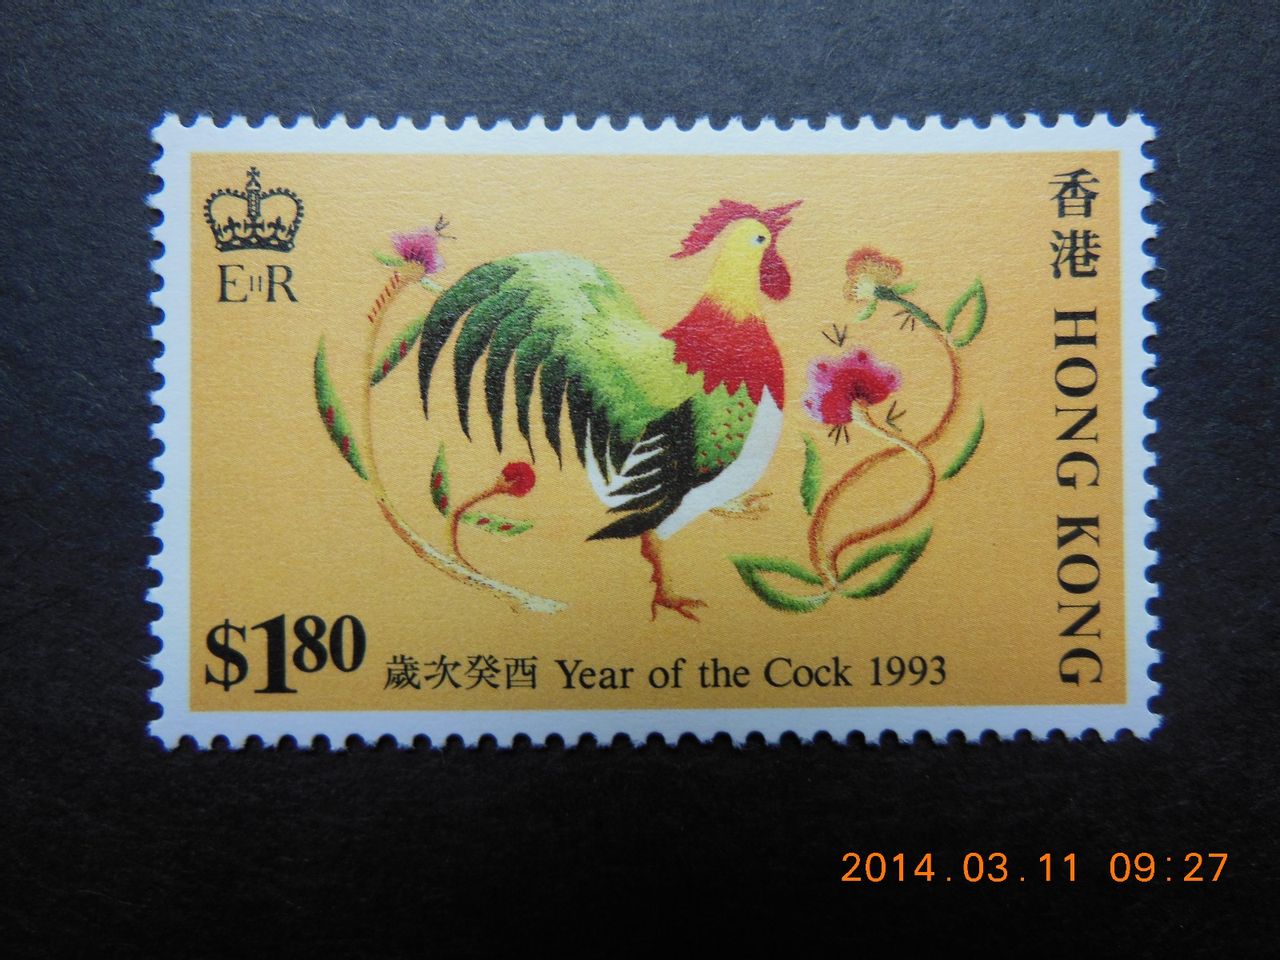 EIIR
香港 HONG KONG
$1.80
歲次癸酉 Year of the Cock 1993
2014.03.11 09:27